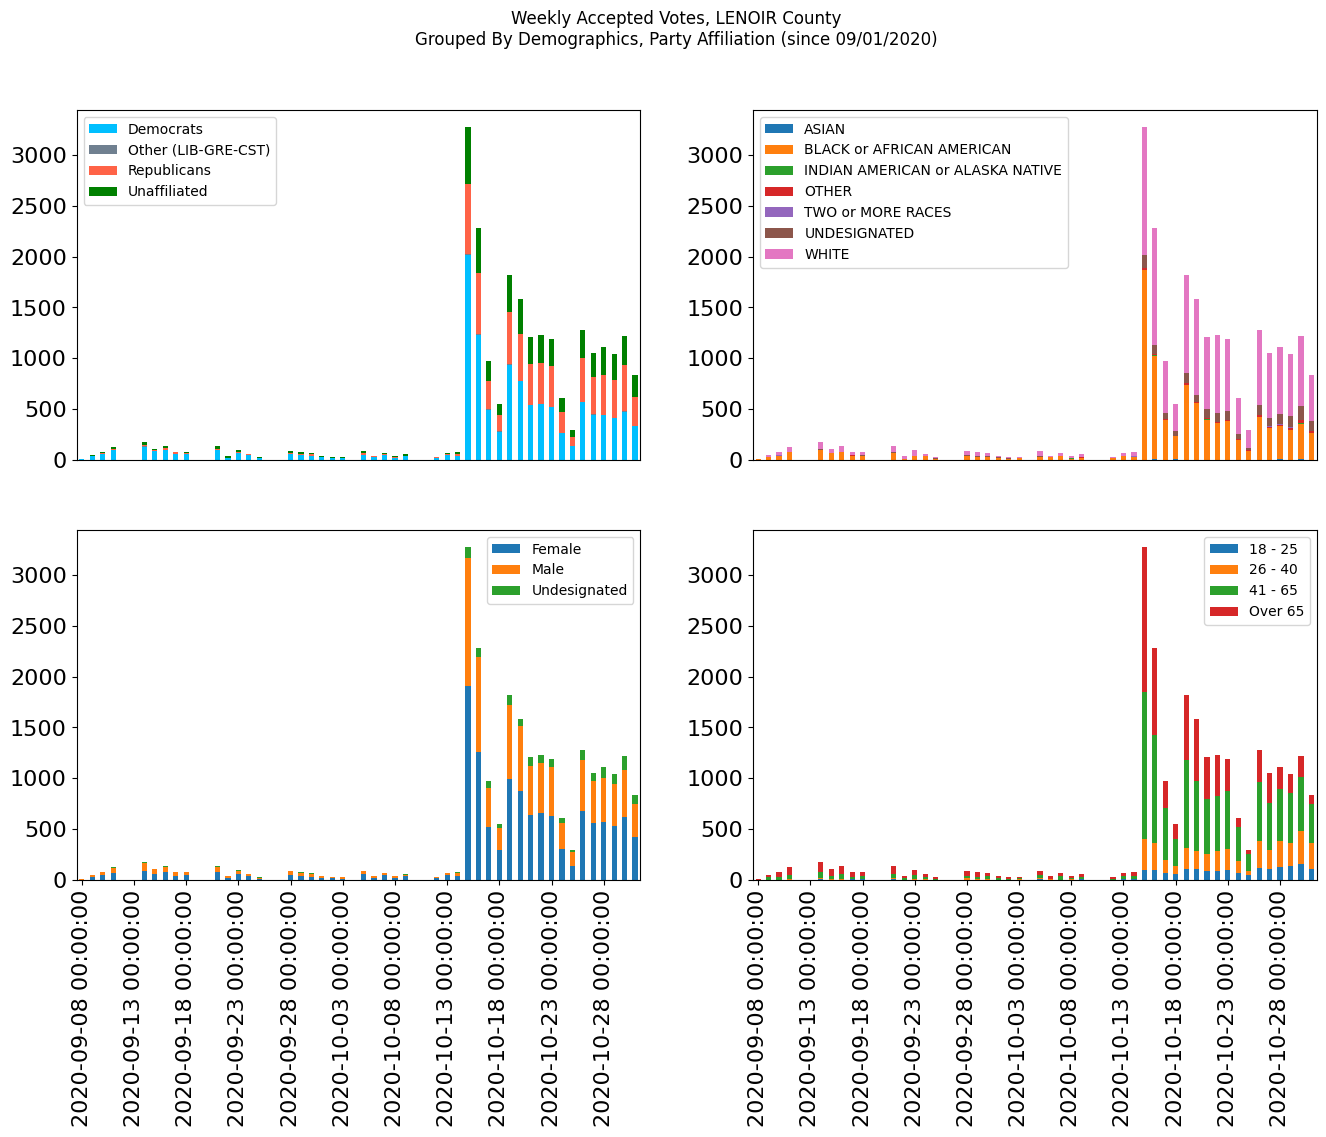 Weekly Accepted Votes, LENOIR County
Grouped By Demographics, Party Affiliation (since 09/01/2020)
Democrats
Other (LIB-GRE-CST)
Republicans
Unaffiliated
3000
2500
2000
1500
1000
500
0
ASIAN
BLACK or AFRICAN AMERICAN
INDIAN AMERICAN or ALASKA NATIVE
OTHER
TWO or MORE RACES
UNDESIGNATED
WHITE
3000
2500
2000
1500
1000
500
0
Female
Male
Undesignated
3000
2500
2000
1500
1000
500
0
2020-09-08 00:00:00
2020-09-13 00:00:00
2020-09-18 00:00:00
2020-09-23 00:00:00
2020-09-28 00:00:00
2020-10-03 00:00:00
2020-10-08 00:00:00
2020-10-13 00:00:00
2020-10-18 00:00:00
2020-10-23 00:00:00
2020-10-28 00:00:00
18 - 25
26 - 40
41 - 65
Over 65
3000
2500
2000
1500
1000
500
0
2020-09-08 00:00:00
2020-09-13 00:00:00
2020-09-18 00:00:00
2020-09-23 00:00:00
2020-09-28 00:00:00
2020-10-03 00:00:00
2020-10-08 00:00:00
2020-10-13 00:00:00
2020-10-18 00:00:00
2020-10-23 00:00:00
2020-10-28 00:00:00